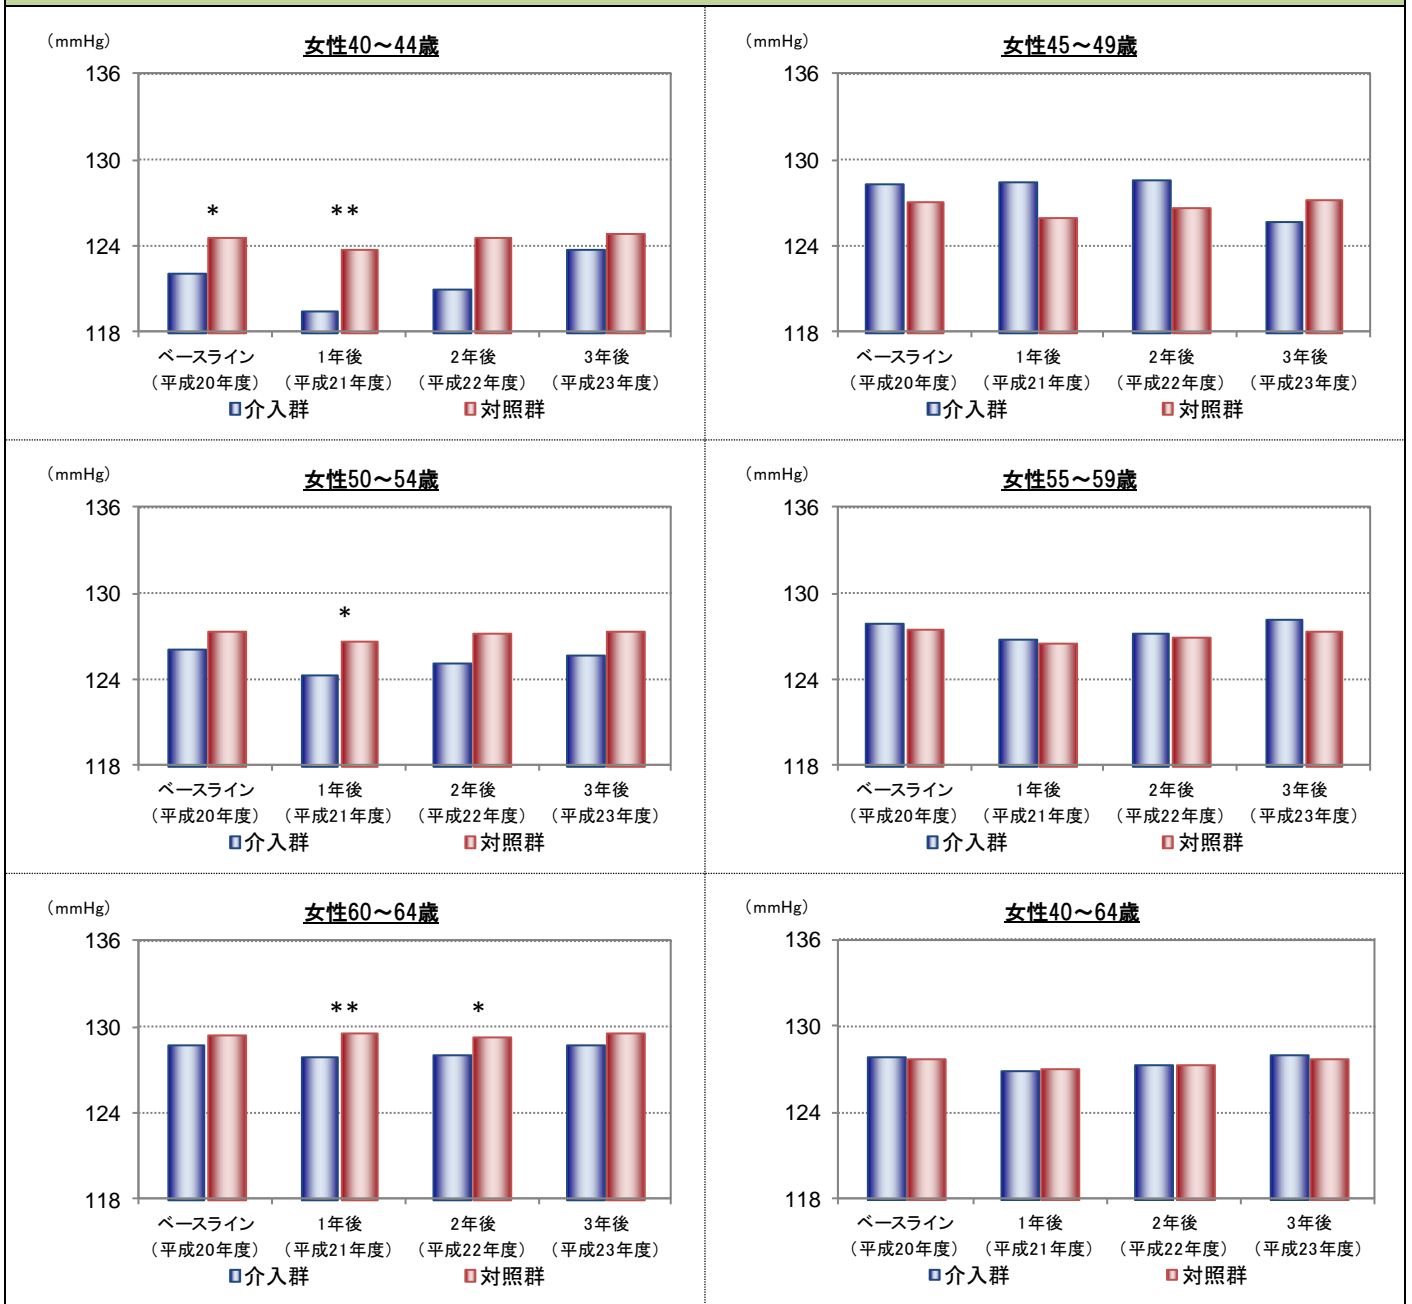 (mmHg)
女性40～44歳
136
130
* **
124
118
ベースライン 1年後 2年後 3年後
（平成20年度） （平成21年度） （平成22年度） （平成23年度）
介入群 対照群
(mmHg)
女性45～49歳
136
130
124
118
ベースライン 1年後 2年後 3年後
（平成20年度） （平成21年度） （平成22年度） （平成23年度）
介入群 対照群
(mmHg)
女性50～54歳
136
130
*
124
118
ベースライン 1年後 2年後 3年後
（平成20年度） （平成21年度） （平成22年度） （平成23年度）
介入群 対照群
(mmHg)
女性55～59歳
136
130
124
118
ベースライン 1年後 2年後 3年後
（平成20年度） （平成21年度） （平成22年度） （平成23年度）
介入群 対照群
(mmHg)
女性60～64歳
136
** *
130
124
118
ベースライン 1年後 2年後 3年後
（平成20年度） （平成21年度） （平成22年度） （平成23年度）
介入群 対照群
(mmHg)
女性40～64歳
136
130
124
118
ベースライン 1年後 2年後 3年後
（平成20年度） （平成21年度） （平成22年度） （平成23年度）
介入群 対照群